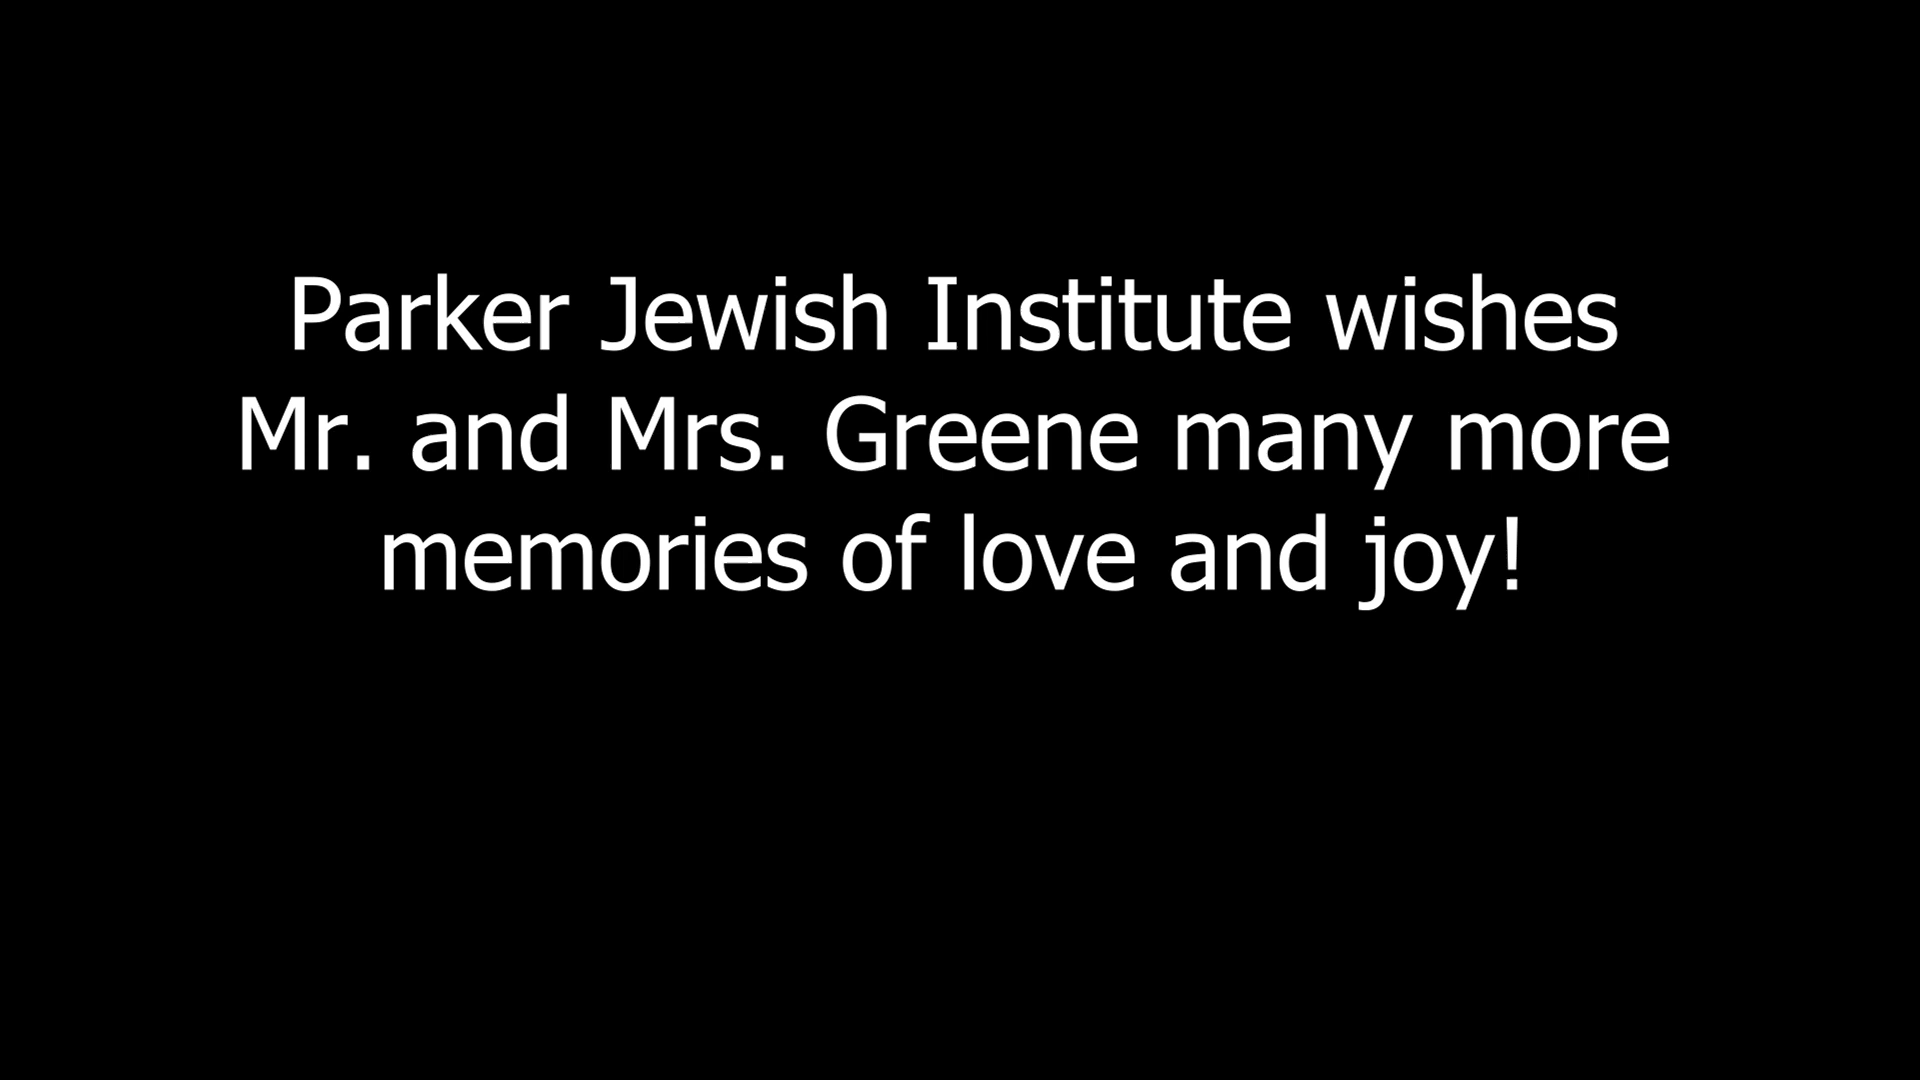 Parker Jewish Institute wishes
Mr. and Mrs. Greene many more
memories of love and joy!